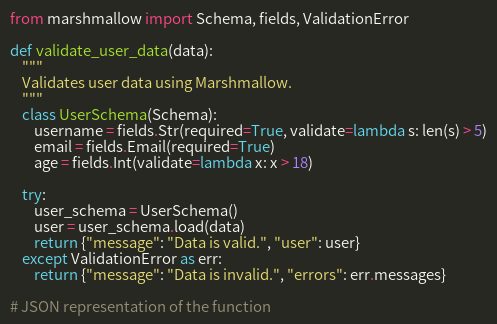 from marshmallow import Schema, fields, ValidationError

def validate_user_data(data):
    """
    Validates user data using Marshmallow.
    """
    class UserSchema(Schema):
        username = fields.Str(required=True, validate=lambda s: len(s) > 5)
        email = fields.Email(required=True)
        age = fields.Int(validate=lambda x: x > 18)

    try:
        user_schema = UserSchema()
        user = user_schema.load(data)
        return {"message": "Data is valid.", "user": user}
    except ValidationError as err:
        return {"message": "Data is invalid.", "errors": err.messages}

# JSON representation of the function